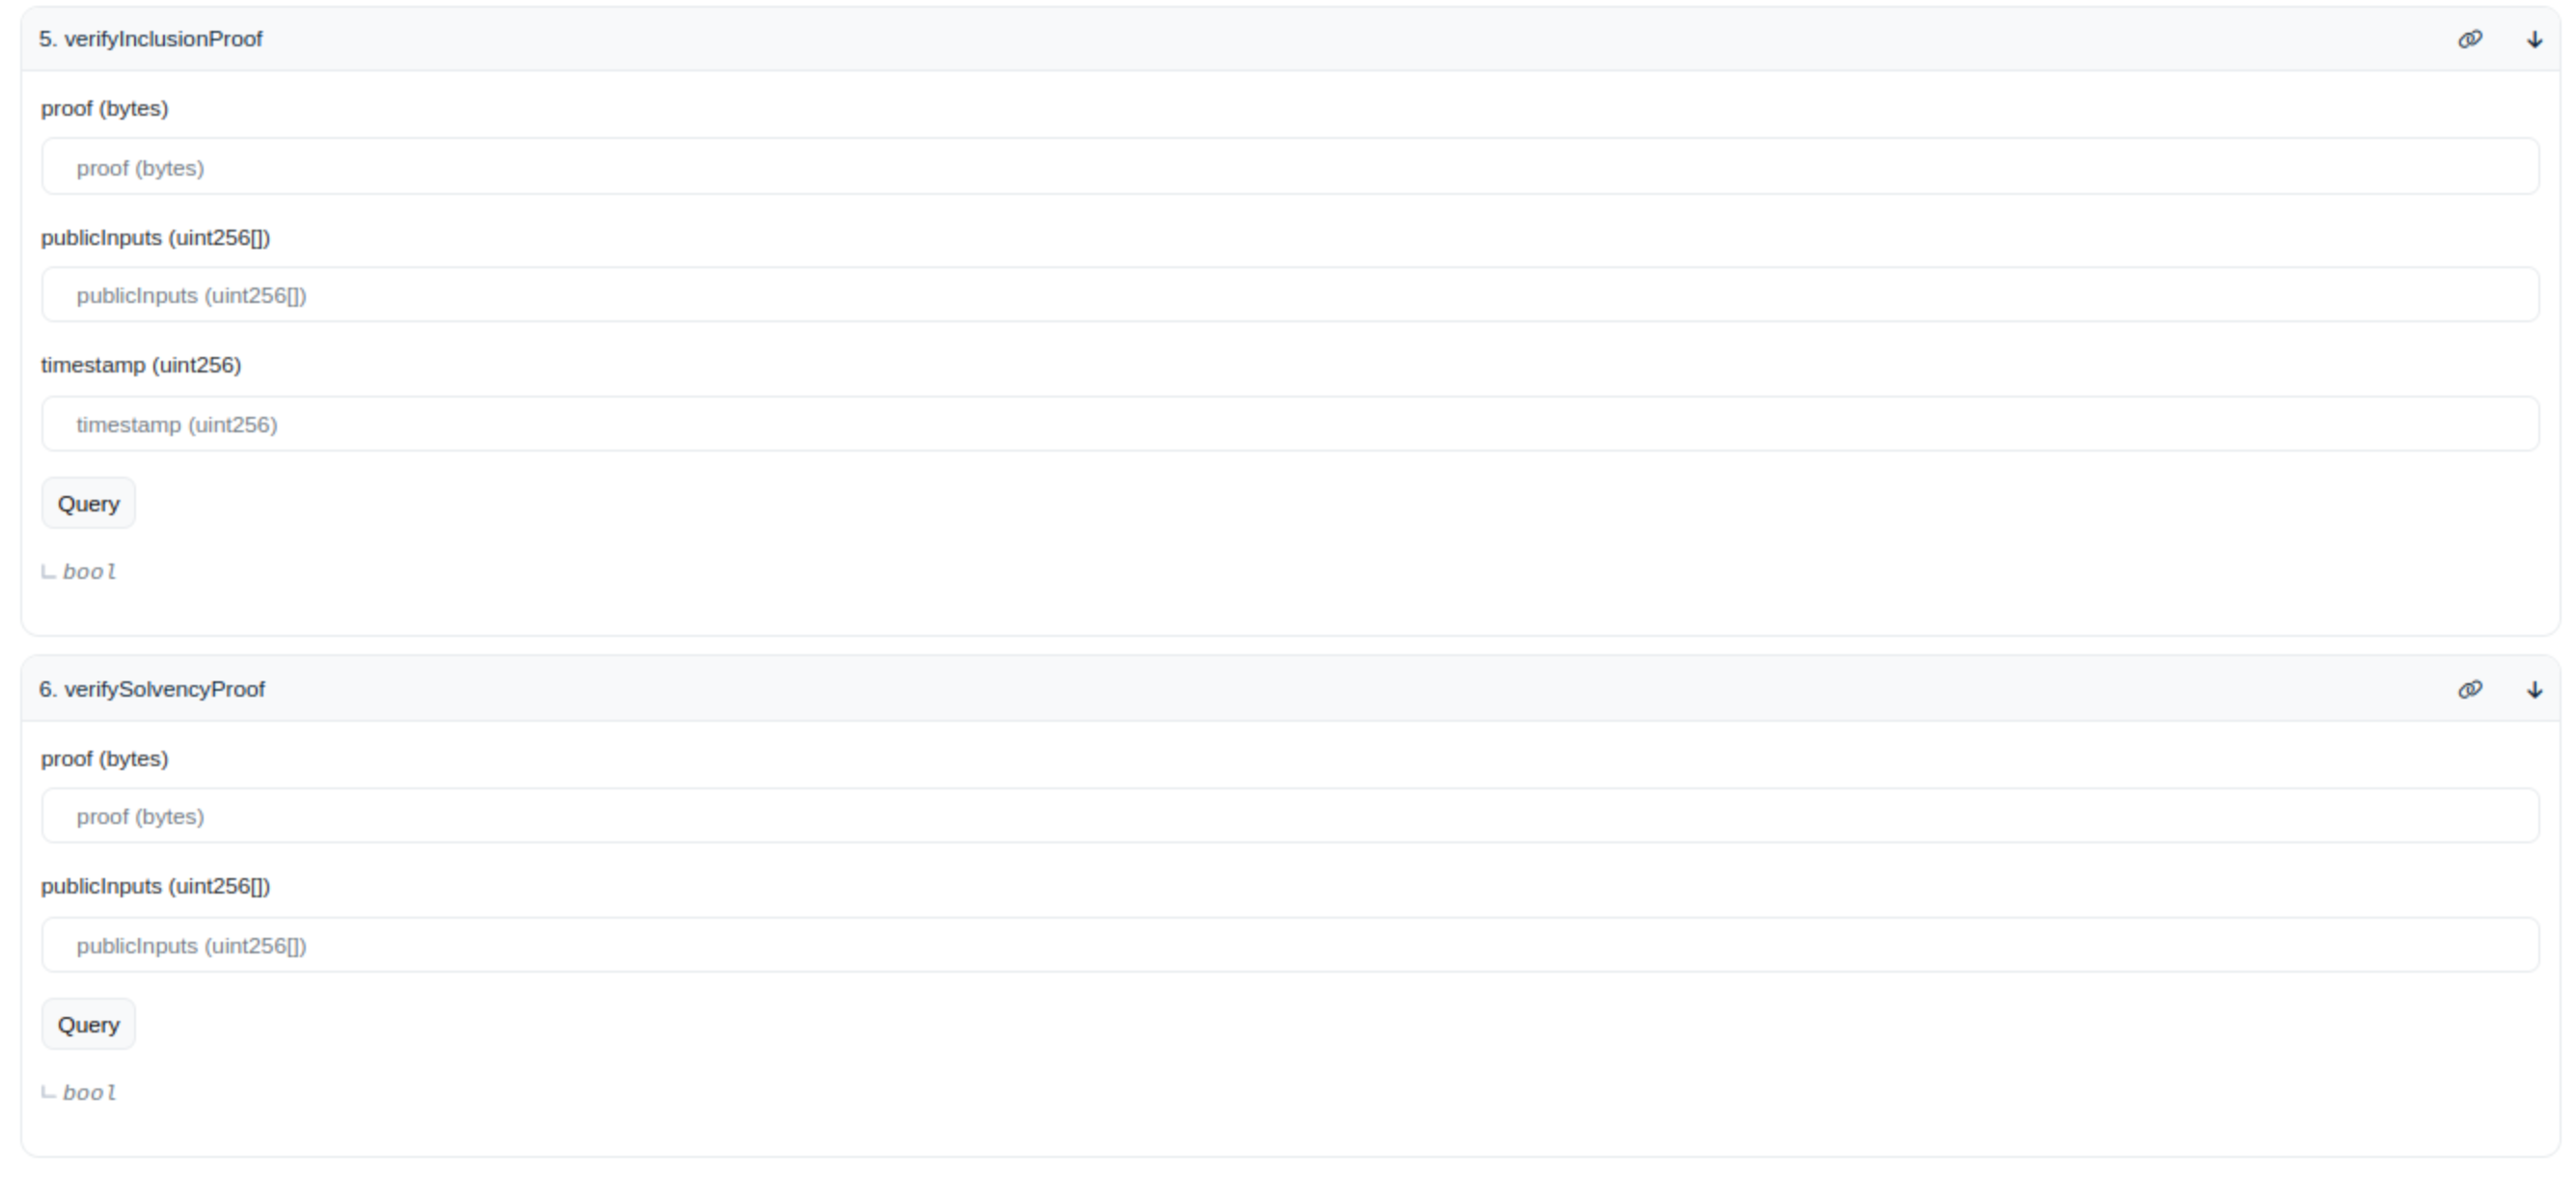 5. verifyInclusionProof
proof (bytes)
proof (bytes)
publicInputs (uint256[])
publicInputs (uint256[])
timestamp (uint256)
timestamp (uint256)
Query
bool
6. verifySolvencyProof
proof (bytes)
proof (bytes)
publicInputs (uint256[])
publicInputs (uint256[])
Query
bool